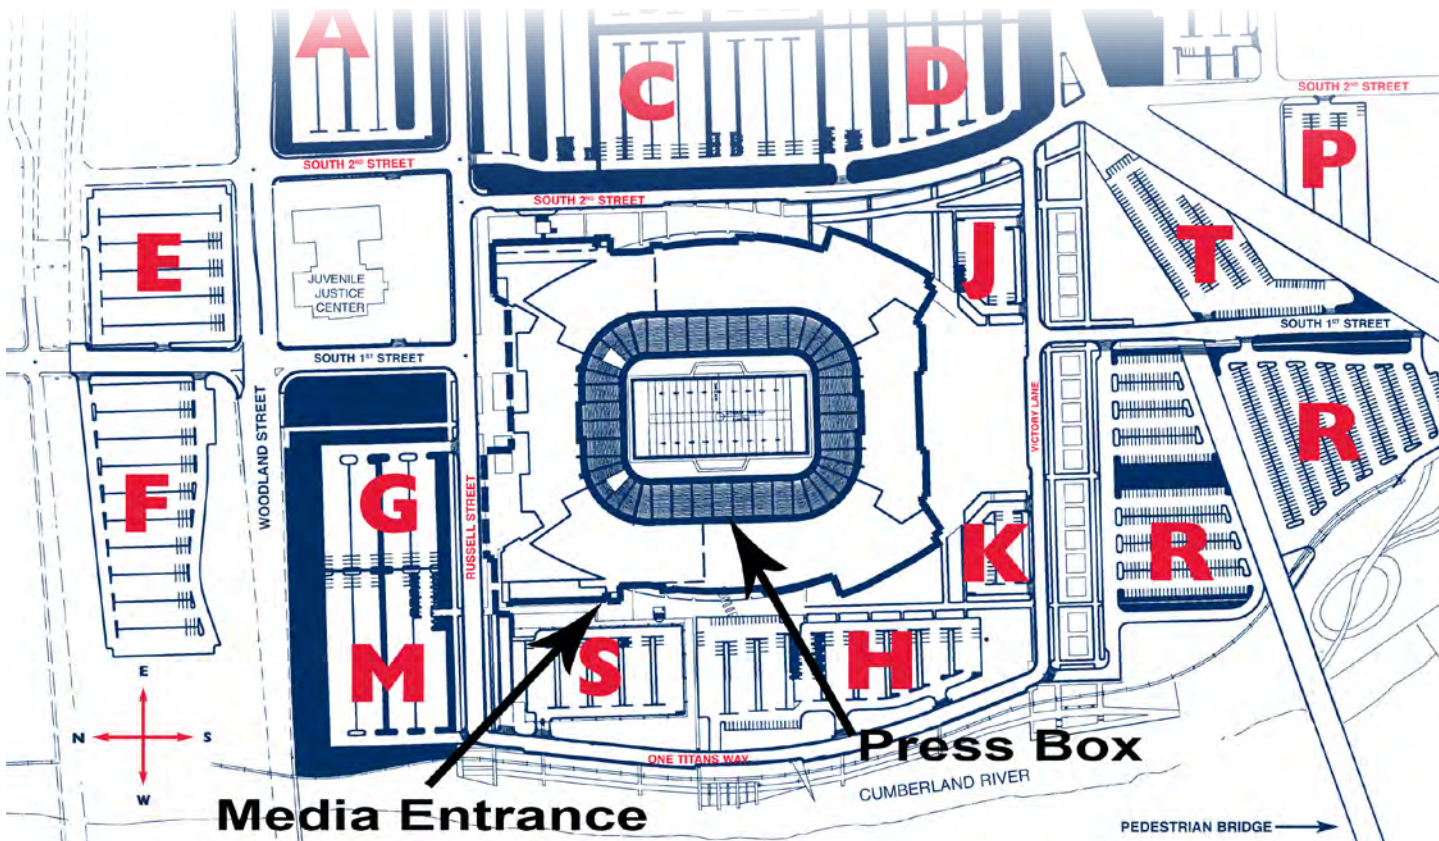 A
C
D
SOUTH 2ND STREET
P
SOUTH 2ND STREET
SOUTH 2ND STREET
E
JUVENILE
JUSTICE
CENTER
J
T
SOUTH 1ST STREET
SOUTH 1ST STREET
WOODLAND STREET
RUSSELL STREET
VICTORY LANE
F
G
R
K
R
M
S
H
E
N
S
W
ONE TITANS WAY
Press Box
CUMBERLAND RIVER
Media Entrance
PEDESTRIAN BRIDGE